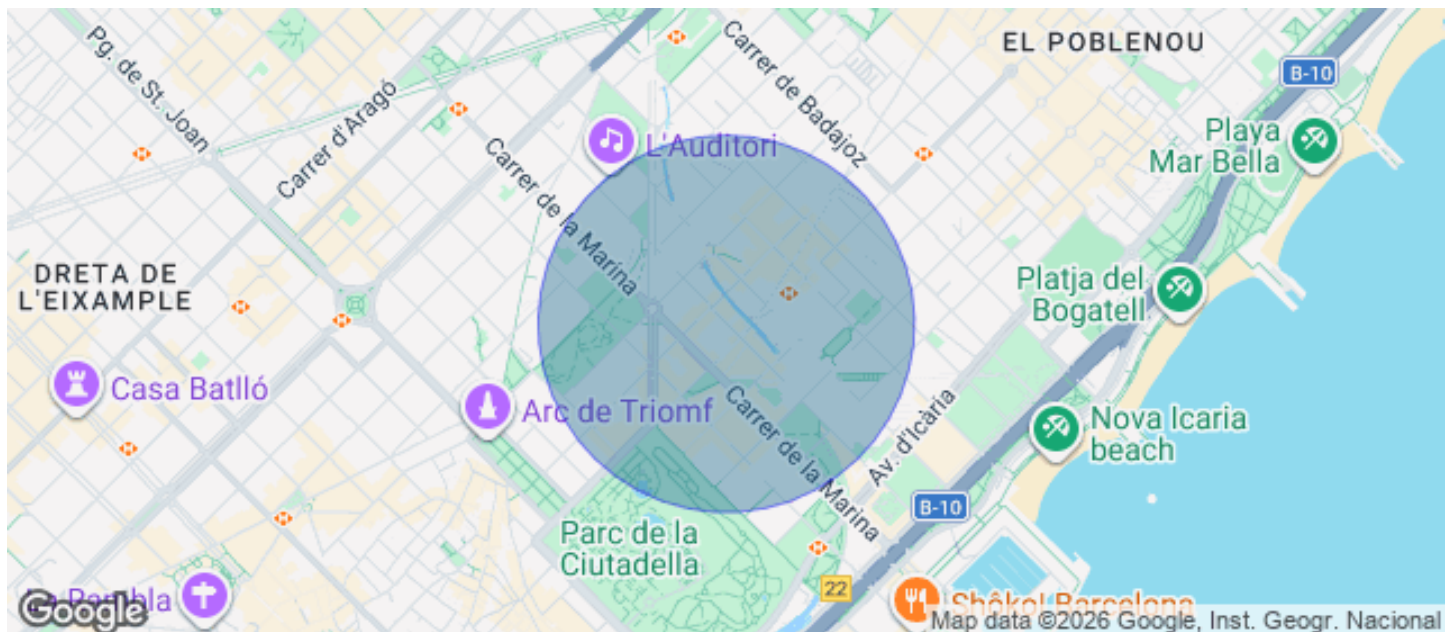 Pg. de St. Joan
Carrer d'Aragó
Carrer de la Marina
Carrer de Badajoz
EL POBLENOU
B-10
L'Auditori
Playa
Mar Bella
DRETA DE
L'EIXAMPLE
Platja del
Bogatell
Casa Batlló
Arc de Triomf
Carrer de la Marina
Av. d'Icària
Nova Icaria
beach
B-10
Parc de la
Ciutadella
22
La Rambla
Google
Shôko! Barcelona
Map data ©2026 Google, Inst. Geogr. Nacional